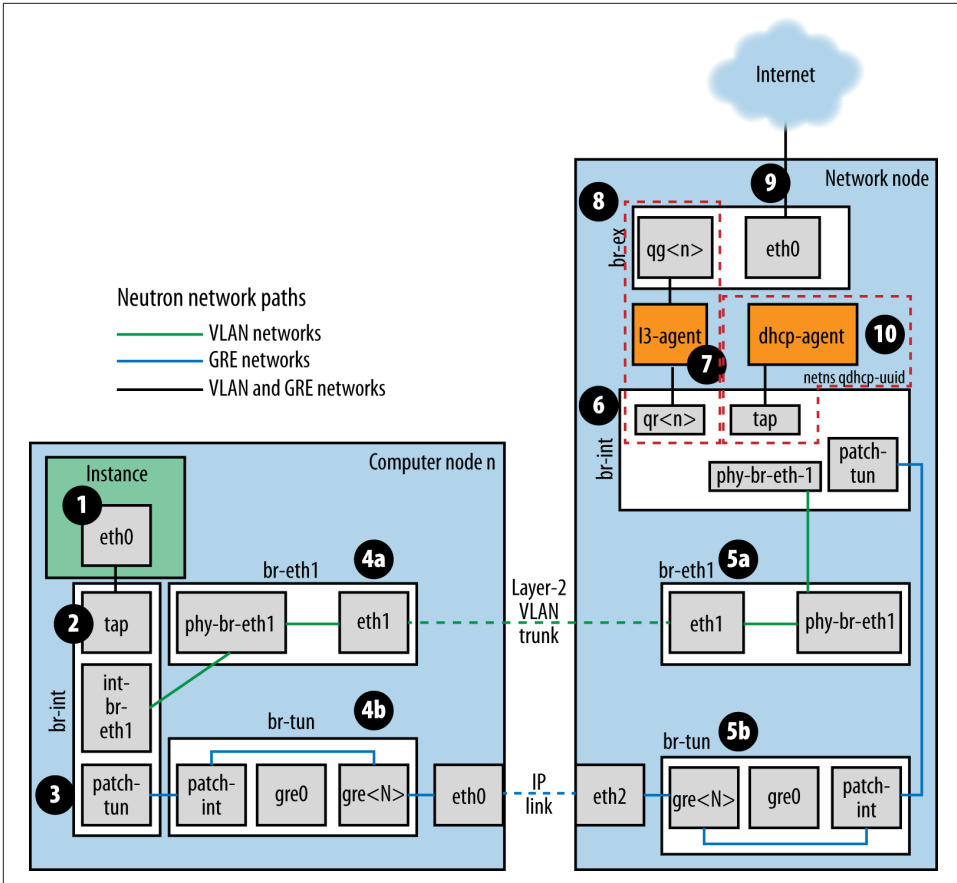 Internet
Network node
9
8
br-ex
qg<n>
eth0
Neutron network paths
VLAN networks
GRE networks
VLAN and GRE networks
l3-agent
dhcp-agent
10
7
netns qdhcp-uuid
6
br-int
qr<n>
tap
patch-
tun
phy-br-eth-1
Computer node n
Instance
1
eth0
2
tap
br-int
int-
br-
eth1
3
patch-
tun
br-eth1
4a
phy-br-eth1
eth1
Layer-2
VLAN
trunk
br-eth1
5a
eth1
phy-br-eth1
br-tun
4b
patch-
int
gre0
gre<N>
eth0
IP
link
eth2
br-tun
5b
gre<N>
gre0
patch-
int